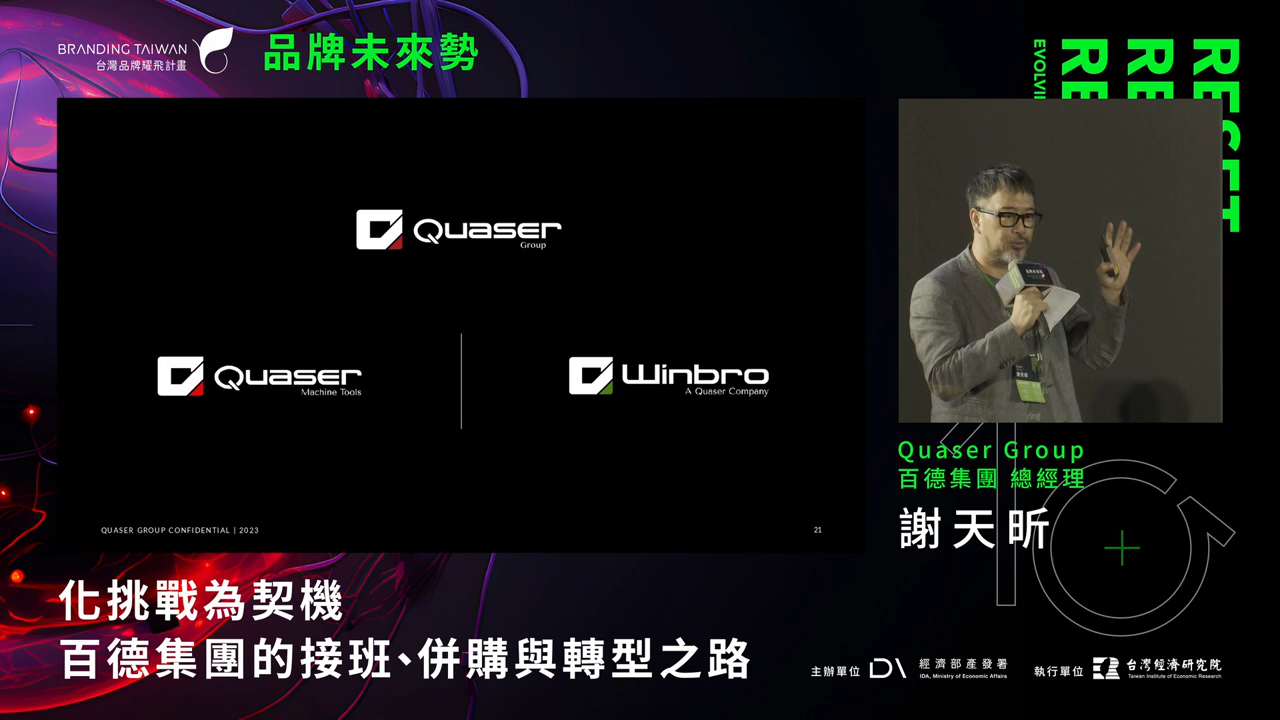 BRANDING TAIWAN
台灣品牌耀飛計畫
品牌未來勢
RESET
RE
RE
Quaser
Group
Quaser
Machine Tools
Winbro
A Quaser Company
QUASER GROUP CONFIDENTIAL | 2023
21
Quaser Group
百德集團 總經理
謝天昕
化挑戰為契機
百德集團的接班、併購與轉型之路
主辦單位
經濟部產發署
IDA, Ministry of Economic Affairs
執行單位
台灣經濟研究院
Taiwan Institute of Economic Research